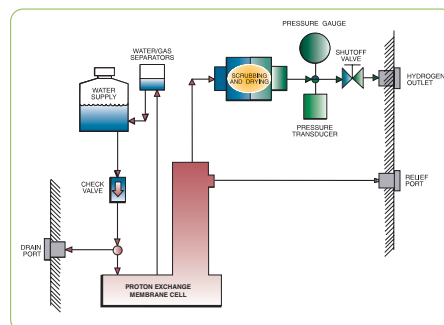 PRESSURE GAUGE
WATER/GAS
SEPARATORS
SHUTOFF
VALVE
WATER
SUPPLY
SCRUBBING
AND DRYING
HYDROGEN
OUTLET
PRESSURE
TRANSDUCER
CHECK
VALVE
RELIEF
PORT
DRAIN
PORT
PROTON EXCHANGE
MEMBRANE CELL